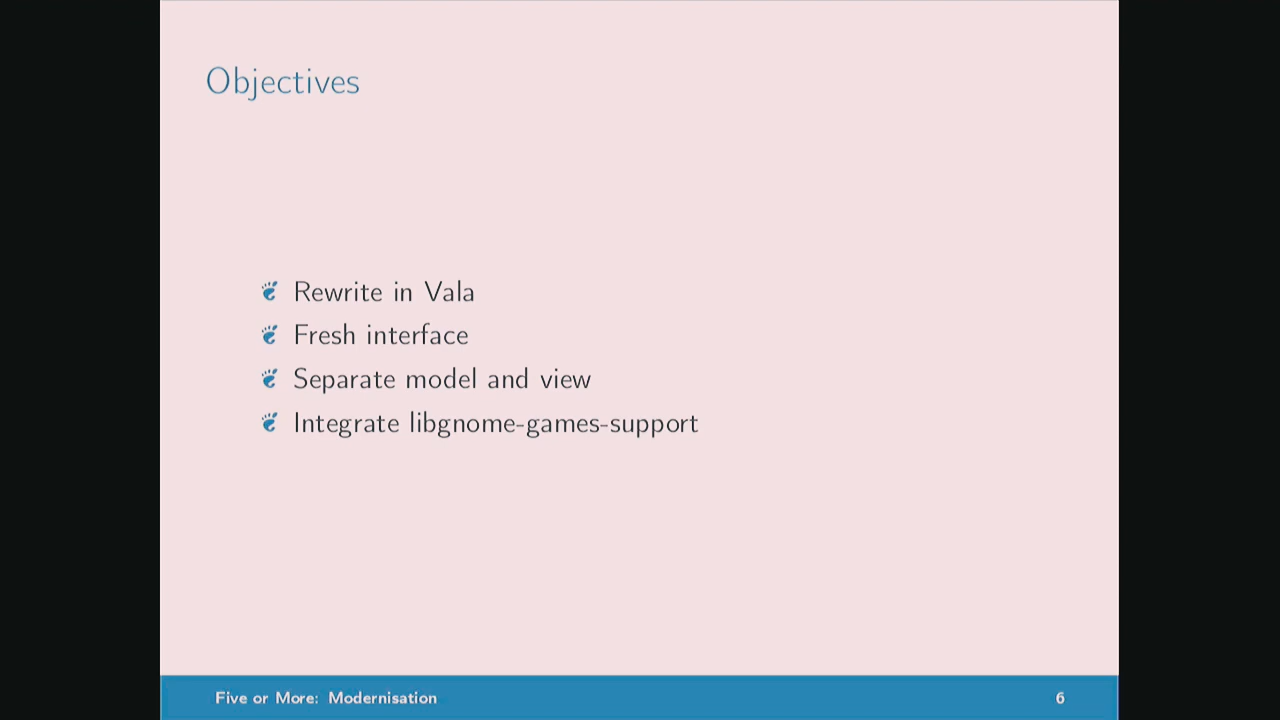 Objectives
Rewrite in Vala
Fresh interface
Separate model and view
Integrate libgnome-games-support
Five or More: Modernisation
6